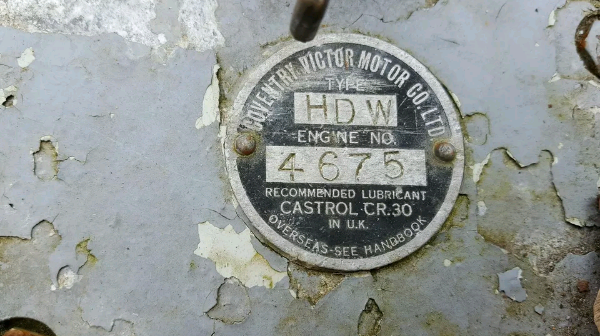 COVENTRY VICTOR MOTOR CO. LTD
TYPE
HDW
ENGINE NO.
4675
RECOMMENDED LUBRICANT
CASTROL CR.30
IN U.K.
OVERSEAS-SEE HANDBOOK